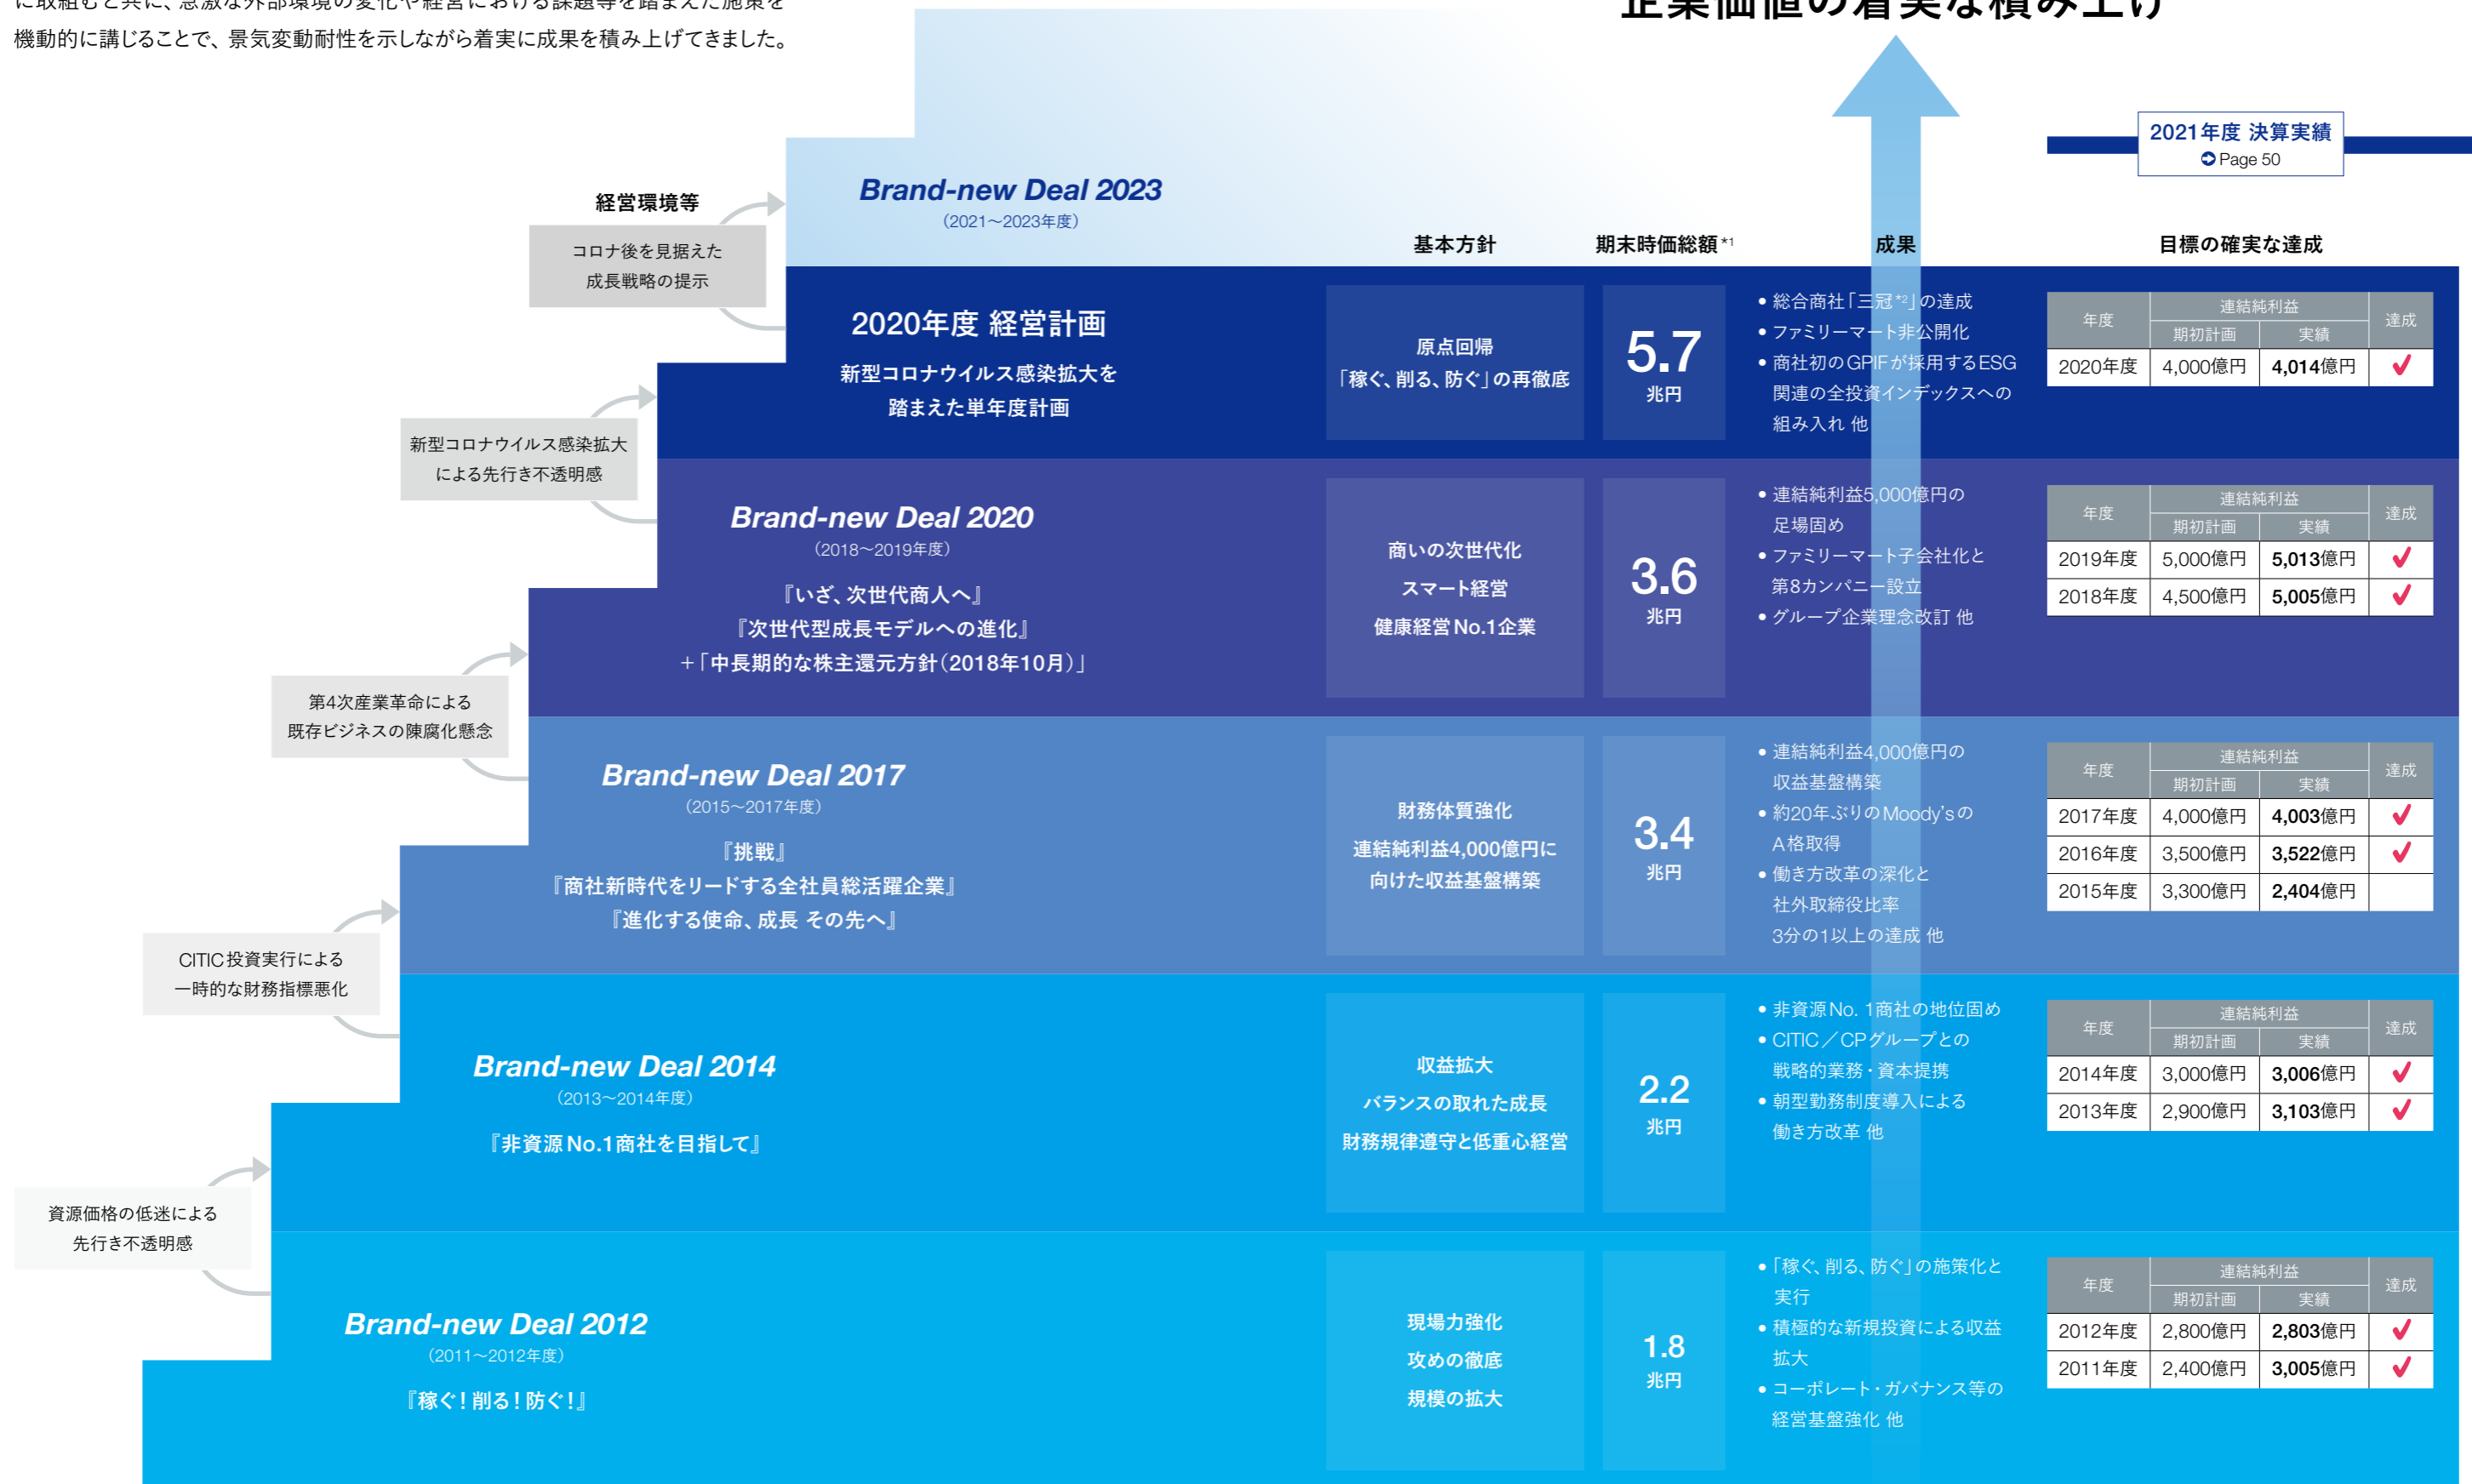 に取組むと共に、急激な外部環境の変化や経営における課題等を踏まえた施策を
機動的に講じることで、景気変動耐性を示しながら着実に成果を積み上げてきました。
企業価値の着実な積み上げ
2021年度 決算実績
Page 50
経営環境等
コロナ後を見据えた
成長戦略の提示
Brand-new Deal 2023
（2021～2023年度）
基本方針 期末時価総額*1 成果 目標の確実な達成
2020年度 経営計画
新型コロナウイルス感染拡大を
踏まえた単年度計画
原点回帰
「稼ぐ、削る、防ぐ」の再徹底
5.7
兆円
• 総合商社「三冠*2」の達成
• ファミリーマート非公開化
• 商社初のGPIFが採用するESG
関連の全投資インデックスへの
組み入れ 他
年度 連結純利益 達成
期初計画 実績
2020年度 4,000億円 4,014億円 ✓
新型コロナウイルス感染拡大
による先行き不透明感
Brand-new Deal 2020
（2018～2019年度）
『いざ、次世代商人へ』
『次世代型成長モデルへの進化』
＋「中長期的な株主還元方針（2018年10月）」
商いの次世代化
スマート経営
健康経営No.1企業
3.6
兆円
• 連結純利益5,000億円の
足場固め
• ファミリーマート子会社化と
第8カンパニー設立
• グループ企業理念改訂 他
年度 連結純利益 達成
期初計画 実績
2019年度 5,000億円 5,013億円 ✓
2018年度 4,500億円 5,005億円 ✓
第4次産業革命による
既存ビジネスの陳腐化懸念
Brand-new Deal 2017
（2015～2017年度）
『挑戦』
『商社新時代をリードする全社員総活躍企業』
『進化する使命、成長 その先へ』
財務体質強化
連結純利益4,000億円に
向けた収益基盤構築
3.4
兆円
• 連結純利益4,000億円の
収益基盤構築
• 約20年ぶりのMoody'sの
A格取得
• 働き方改革の深化と
社外取締役比率
3分の1以上の達成 他
年度 連結純利益 達成
期初計画 実績
2017年度 4,000億円 4,003億円 ✓
2016年度 3,500億円 3,522億円 ✓
2015年度 3,300億円 2,404億円
CITIC投資実行による
一時的な財務指標悪化
Brand-new Deal 2014
（2013～2014年度）
『非資源No.1商社を目指して』
収益拡大
バランスの取れた成長
財務規律遵守と低重心経営
2.2
兆円
• 非資源No. 1商社の地位固め
• CITIC／CPグループとの
戦略的業務・資本提携
• 朝型勤務制度導入による
働き方改革 他
年度 連結純利益 達成
期初計画 実績
2014年度 3,000億円 3,006億円 ✓
2013年度 2,900億円 3,103億円 ✓
資源価格の低迷による
先行き不透明感
Brand-new Deal 2012
（2011～2012年度）
『稼ぐ！削る！防ぐ！』
現場力強化
攻めの徹底
規模の拡大
1.8
兆円
• 「稼ぐ、削る、防ぐ」の施策化と
実行
• 積極的な新規投資による収益
拡大
• コーポレート・ガバナンス等の
経営基盤強化 他
年度 連結純利益 達成
期初計画 実績
2012年度 2,800億円 2,803億円 ✓
2011年度 2,400億円 3,005億円 ✓